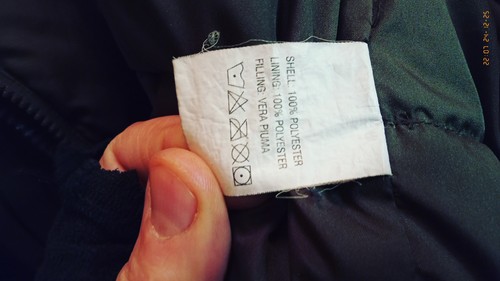 SHELL: 100% POLYESTER
LINING: 100% POLYESTER
FILLING: VERA PIUMA